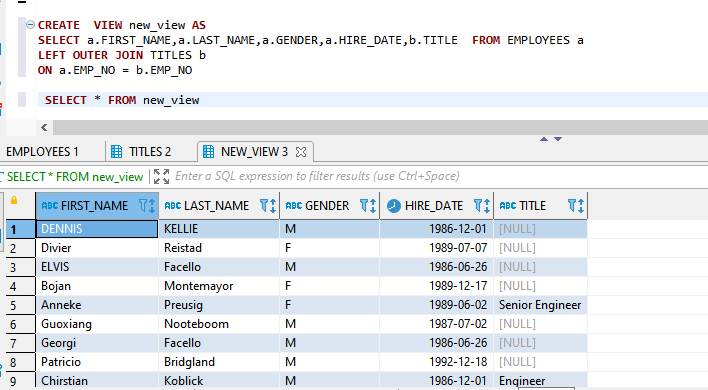 CREATE  VIEW new_view AS
SELECT a.FIRST_NAME,a.LAST_NAME,a.GENDER,a.HIRE_DATE,b.TITLE  FROM EMPLOYEES a
LEFT OUTER JOIN TITLES b
ON a.EMP_NO = b.EMP_NO
SELECT * FROM new_view
EMPLOYEES 1 TITLES 2 NEW_VIEW 3
SELECT * FROM new_view Enter a SQL expression to filter results (use Ctrl+Space)
ABC FIRST_NAME ABC LAST_NAME ABC GENDER HIRE_DATE ABC TITLE
1 DENNIS KELLIE M 1986-12-01 [NULL]
2 Divier Reistad F 1989-07-07 [NULL]
3 ELVIS Facello M 1986-06-26 [NULL]
4 Bojan Montemayor F 1989-12-17 [NULL]
5 Anneke Preusig F 1989-06-02 Senior Engineer
6 Guoxiang Nooteboom M 1987-07-02 [NULL]
7 Georgi Facello M 1986-06-26 [NULL]
8 Patricio Bridgland M 1992-12-18 [NULL]
9 Chirstian Koblick M 1986-12-01 Engineer